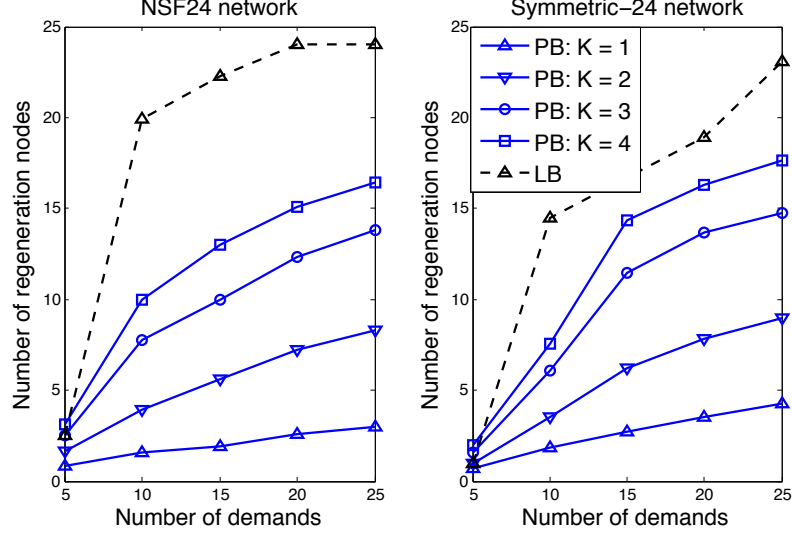 NSF24 network
25
20
15
10
5
0
5 10 15 20 25
Number of regeneration nodes
Number of demands
Symmetric−24 network
25
20
15
10
5
0
5 10 15 20 25
Number of regeneration nodes
Number of demands
PB: K = 1
PB: K = 2
PB: K = 3
PB: K = 4
LB